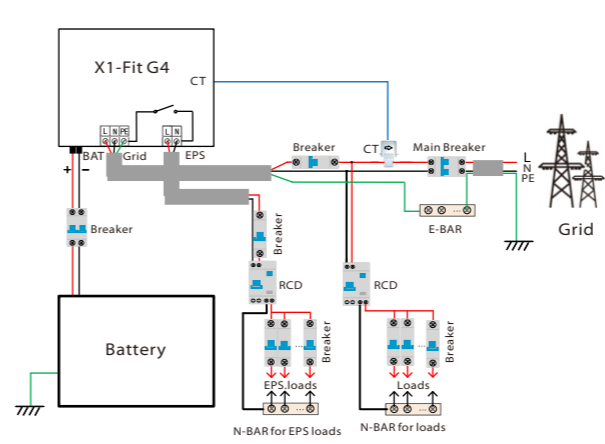 X1-Fit G4
CT
L N PE
L N
BAT
Grid
EPS
+
−
Breaker
CT
Main Breaker
L
N
PE
Grid
E-BAR
Breaker
Breaker
RCD
RCD
Breaker
Breaker
Battery
EPS.loads
Loads
N-BAR for EPS loads
N-BAR for loads